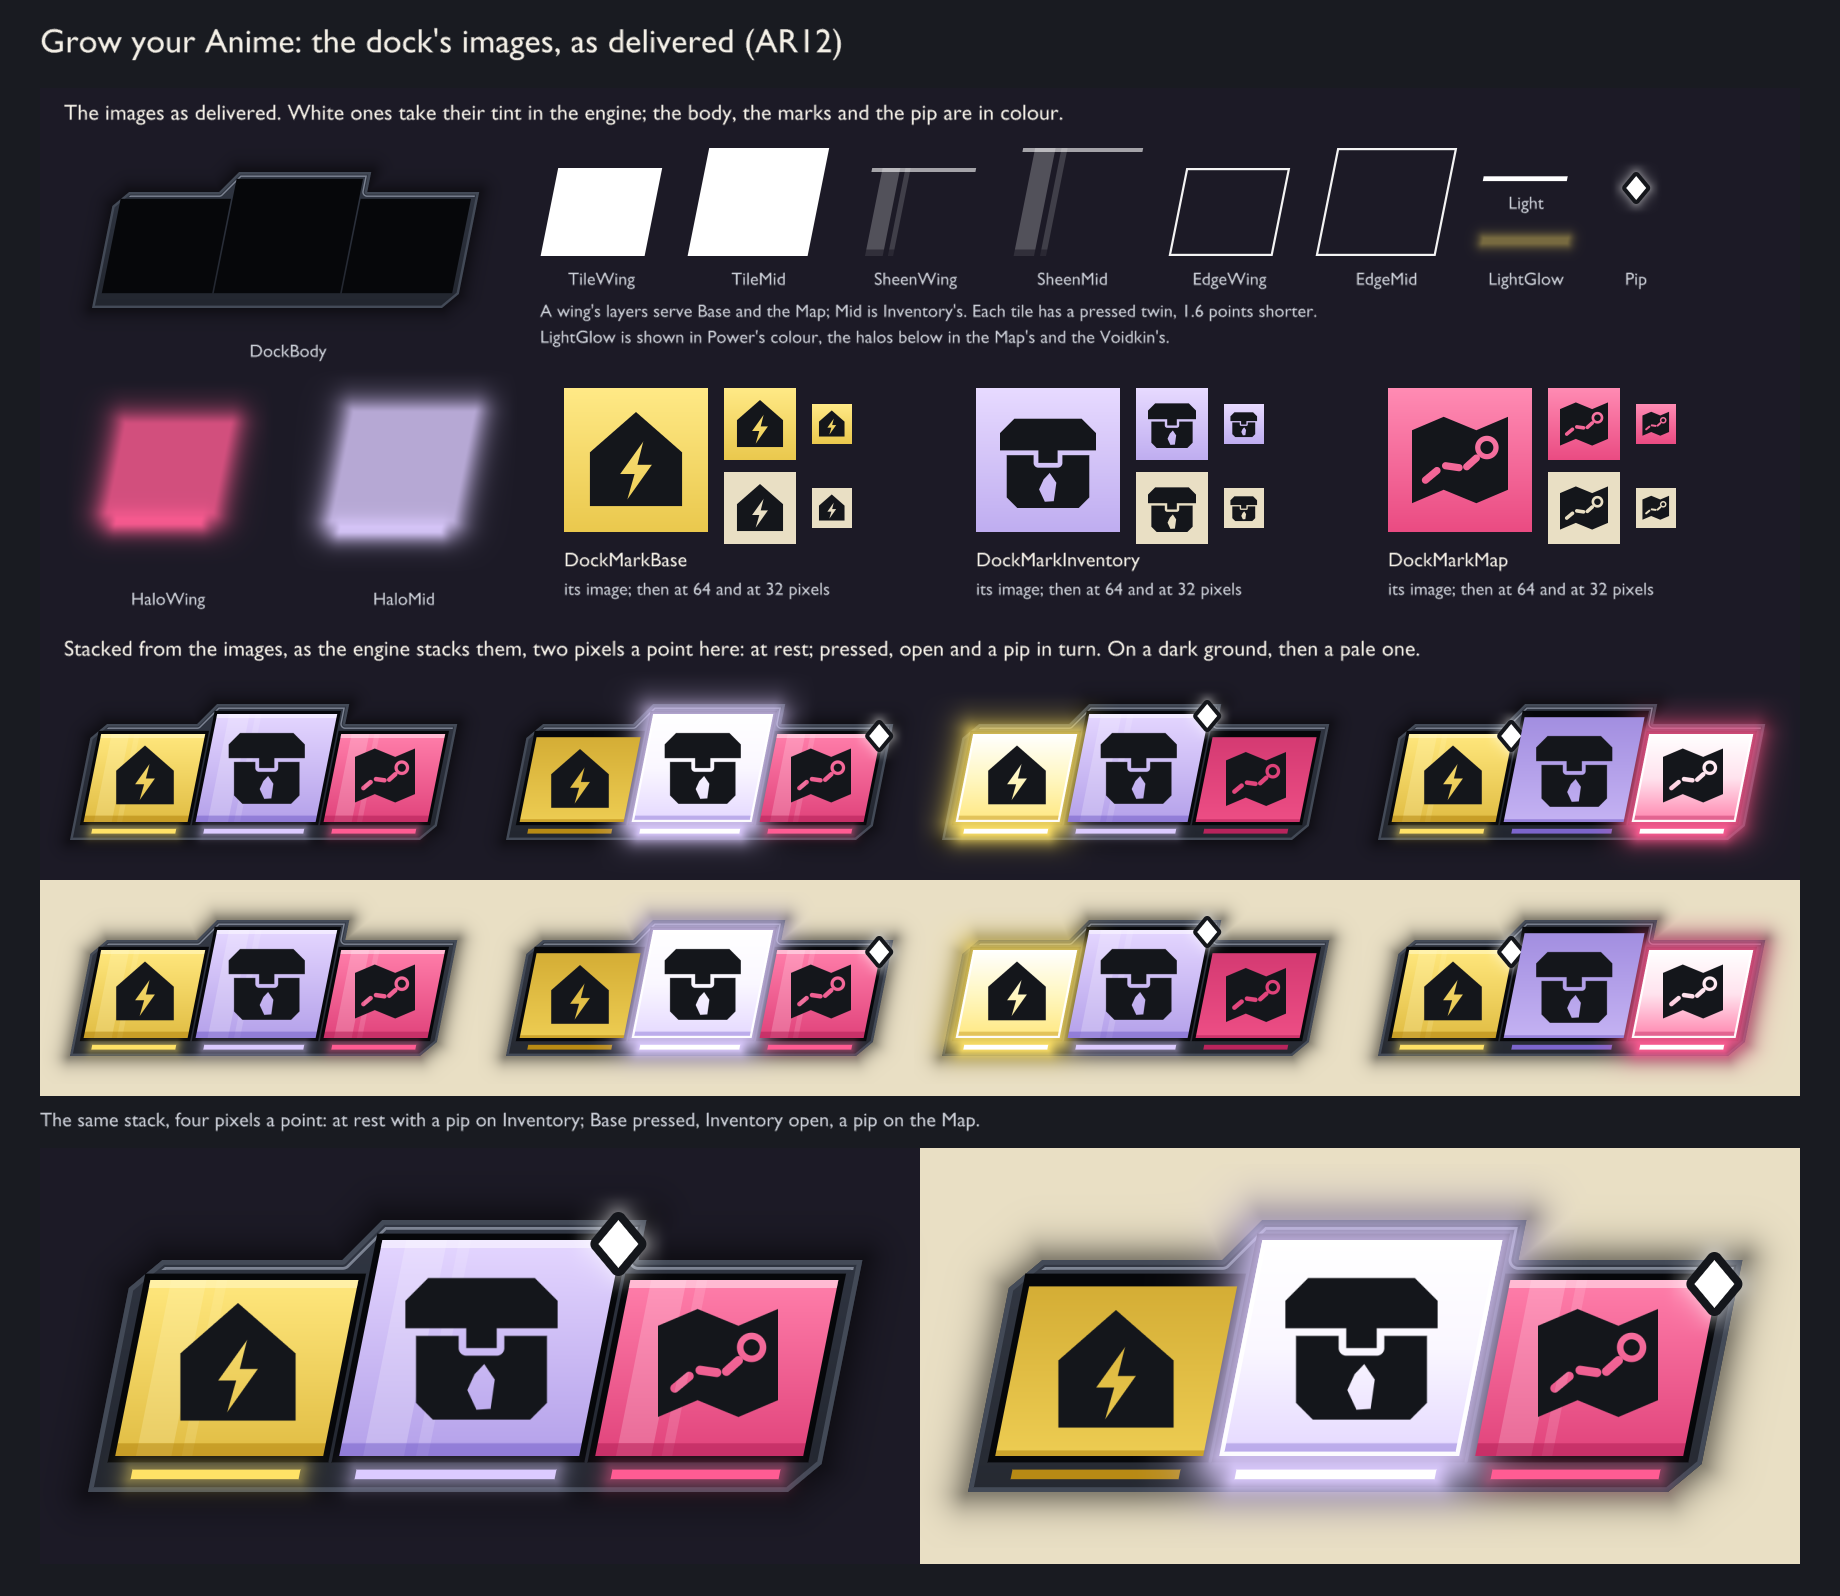 Grow your Anime: the dock's images, as delivered (AR12)
The images as delivered. White ones take their tint in the engine; the body, the marks and the pip are in colour.
Light
TileWing
TileMid
SheenWing
SheenMid
EdgeWing
EdgeMid
LightGlow
Pip
A wing's layers serve Base and the Map; Mid is Inventory's. Each tile has a pressed twin, 1.6 points shorter.
LightGlow is shown in Power's colour, the halos below in the Map's and the Voidkin's.
DockBody
DockMarkBase
its image; then at 64 and at 32 pixels
DockMarkInventory
its image; then at 64 and at 32 pixels
DockMarkMap
its image; then at 64 and at 32 pixels
HaloWing
HaloMid
Stacked from the images, as the engine stacks them, two pixels a point here: at rest; pressed, open and a pip in turn. On a dark ground, then a pale one.
The same stack, four pixels a point: at rest with a pip on Inventory; Base pressed, Inventory open, a pip on the Map.